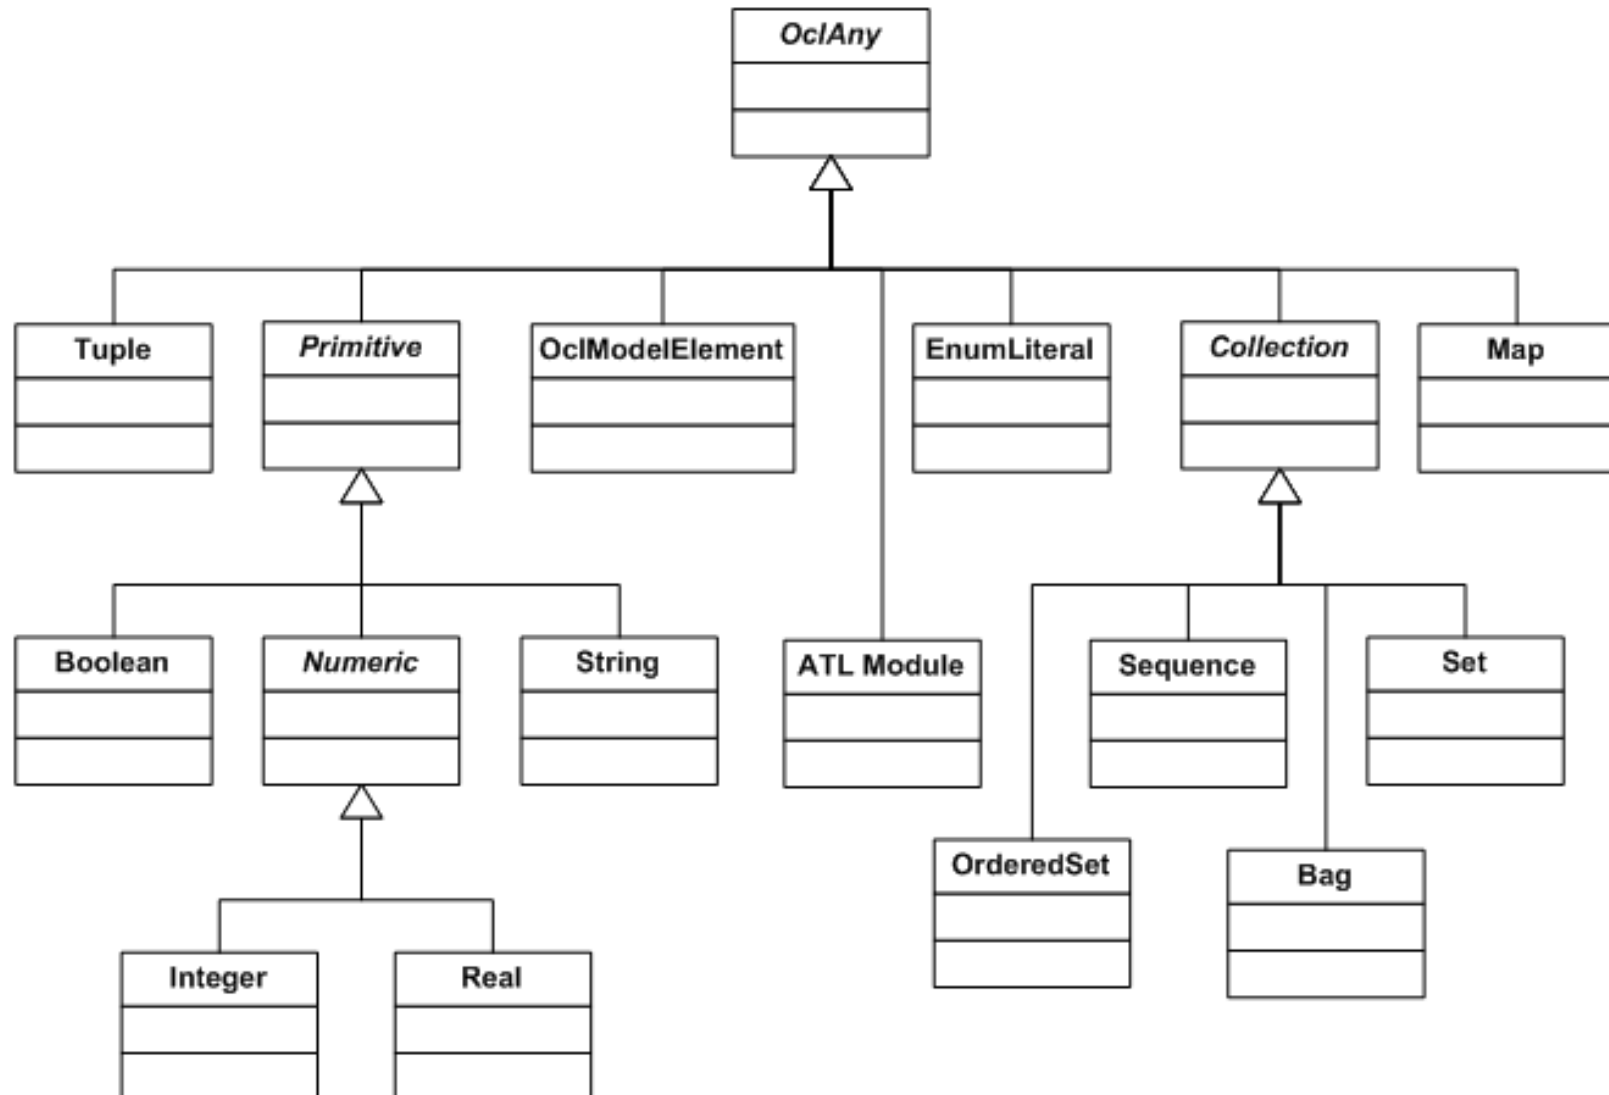 OclAny
Tuple
Primitive
OclModelElement
EnumLiteral
Collection
Map
Boolean
Numeric
String
ATL Module
Sequence
Set
OrderedSet
Bag
Integer
Real